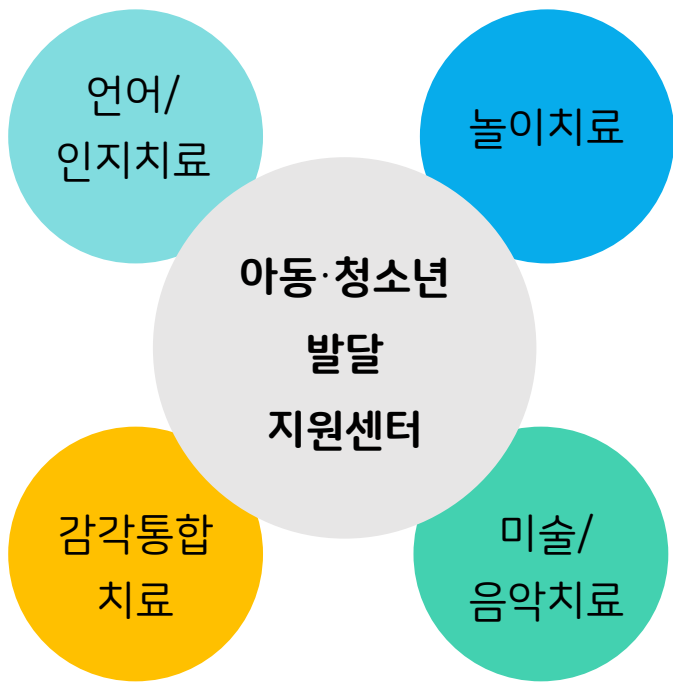 언어/
인지치료
놀이치료
아동·청소년
발달
지원센터
감각통합
치료
미술/
음악치료